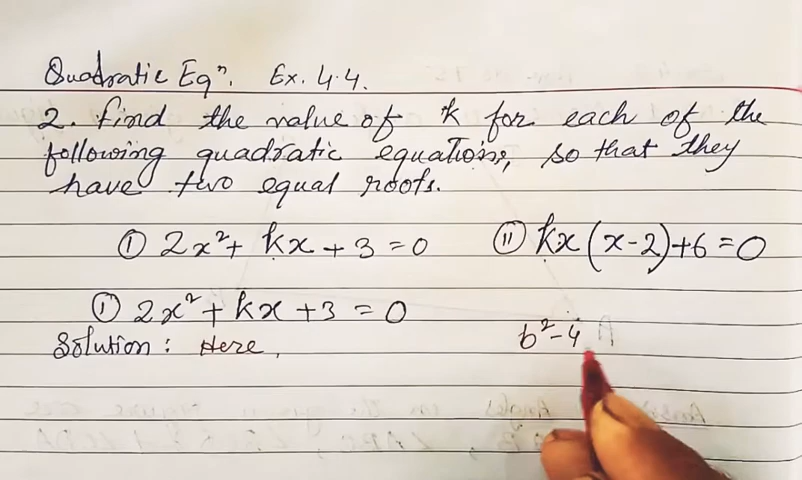 Quadratic Eqⁿ. Ex. 4.4.
2. Find the value of k for each of the
following quadratic equations, so that they
have two equal roots.
(i) 2x² + kx + 3 = 0 (ii) kx(x-2)+6=0
(i) 2x² + kx + 3 = 0
Solution: Here, b² - 4